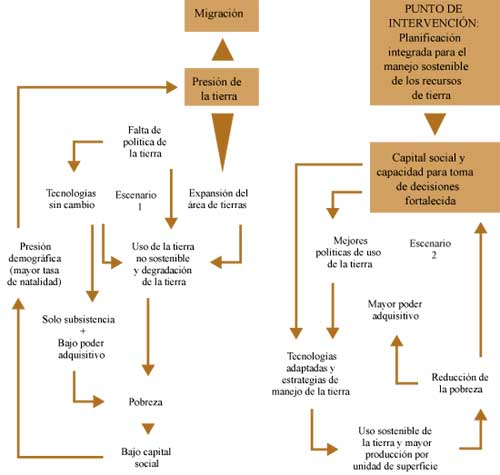 Migración
Presión de
la tierra
Falta de
política de
la tierra
Tecnologías
sin cambio
Escenario
1
Expansión del
área de tierras
Presión
demográfica
(mayor tasa
de natalidad)
Uso de la tierra
no sostenible
y degradación
de la tierra
Solo subsistencia
+
Bajo poder
adquisitivo
Pobreza
Bajo capital
social
PUNTO DE
INTERVENCIÓN:
Planificación
integrada para el
manejo sostenible
de los recursos
de tierra
Capital social y
capacidad para toma
de decisiones
fortalecida
Mejores
políticas de uso
de la tierra
Escenario
2
Mayor poder
adquisitivo
Tecnologías
adaptadas y
estrategias de
manejo de la tierra
Reducción de
la pobreza
Uso sostenible de
la tierra y mayor
producción por
unidad de superficie